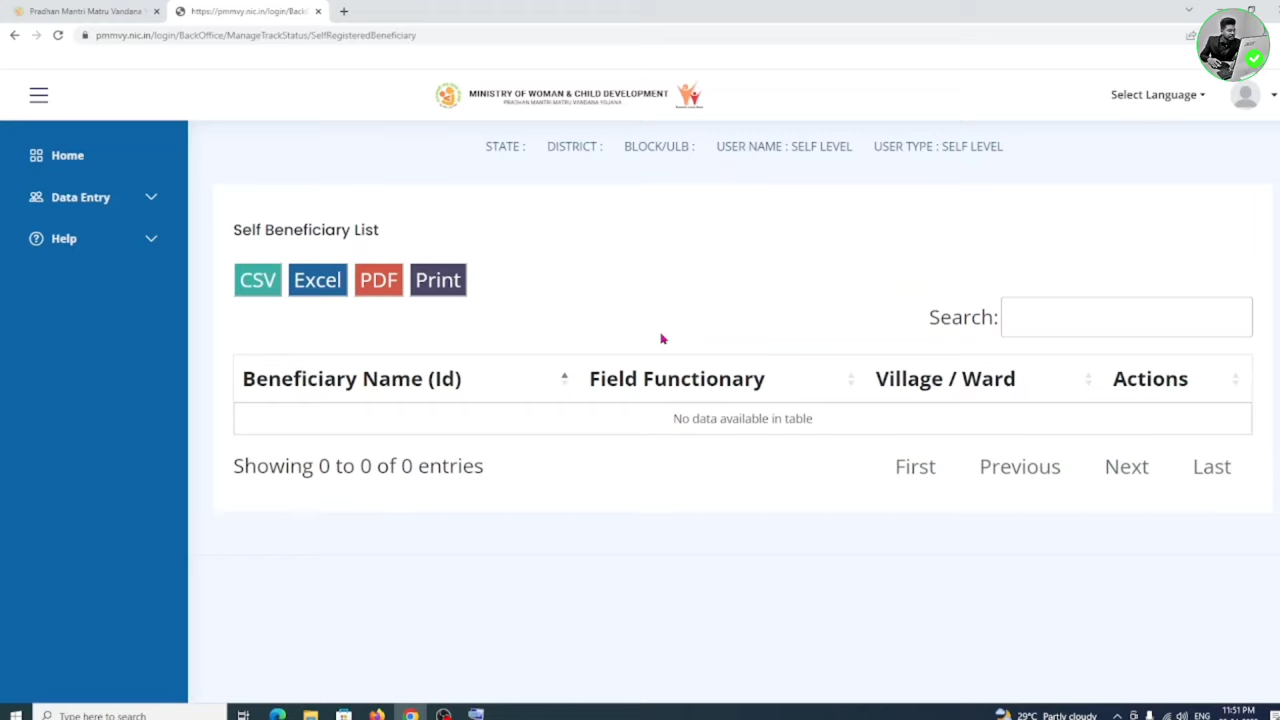 Pradhan Mantri Matru Vandana
https://pmmvy.nic.in/login/Back
pmmvy.nic.in/login/BackOffice/ManageTrackStatus/SelfRegisteredBeneficiary
MINISTRY OF WOMAN & CHILD DEVELOPMENT
PRADHAN MANTRI MATRU VANDANA YOJANA
Select Language
Home
Data Entry
Help
STATE : DISTRICT : BLOCK/ULB : USER NAME : SELF LEVEL USER TYPE : SELF LEVEL
Self Beneficiary List
CSV Excel PDF Print
Search:
Beneficiary Name (Id) Field Functionary Village / Ward Actions
No data available in table
Showing 0 to 0 of 0 entries
First Previous Next Last
Type here to search
29°C Partly cloudy
ENG
11:51 PM